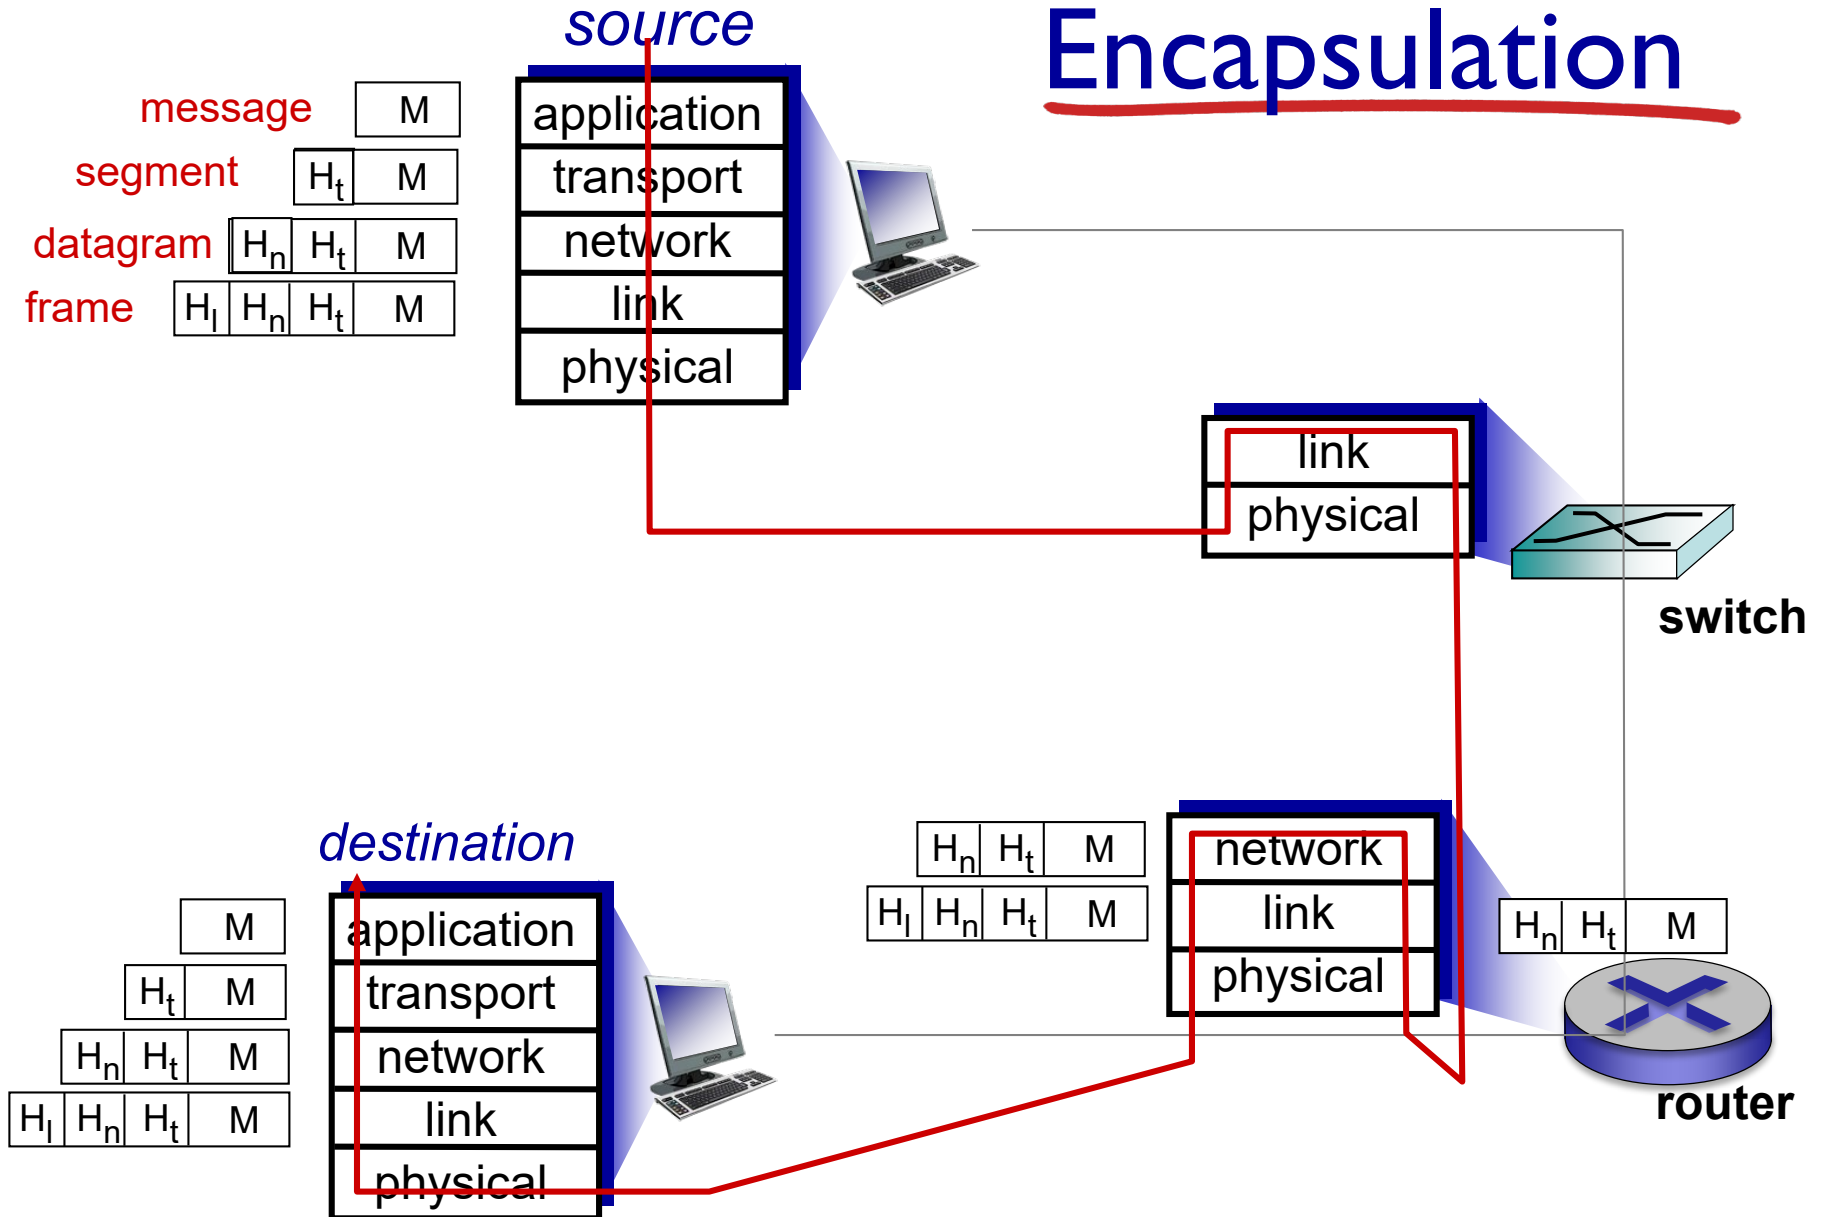 source
Encapsulation
message M
segment Ht M
datagram Hn Ht M
frame Hl Hn Ht M
application
transport
network
link
physical
link
physical
switch
destination
M
Ht M
Hn Ht M
Hl Hn Ht M
application
transport
network
link
physical
Hn Ht M
Hl Hn Ht M
network
link
physical
Hn Ht M
router